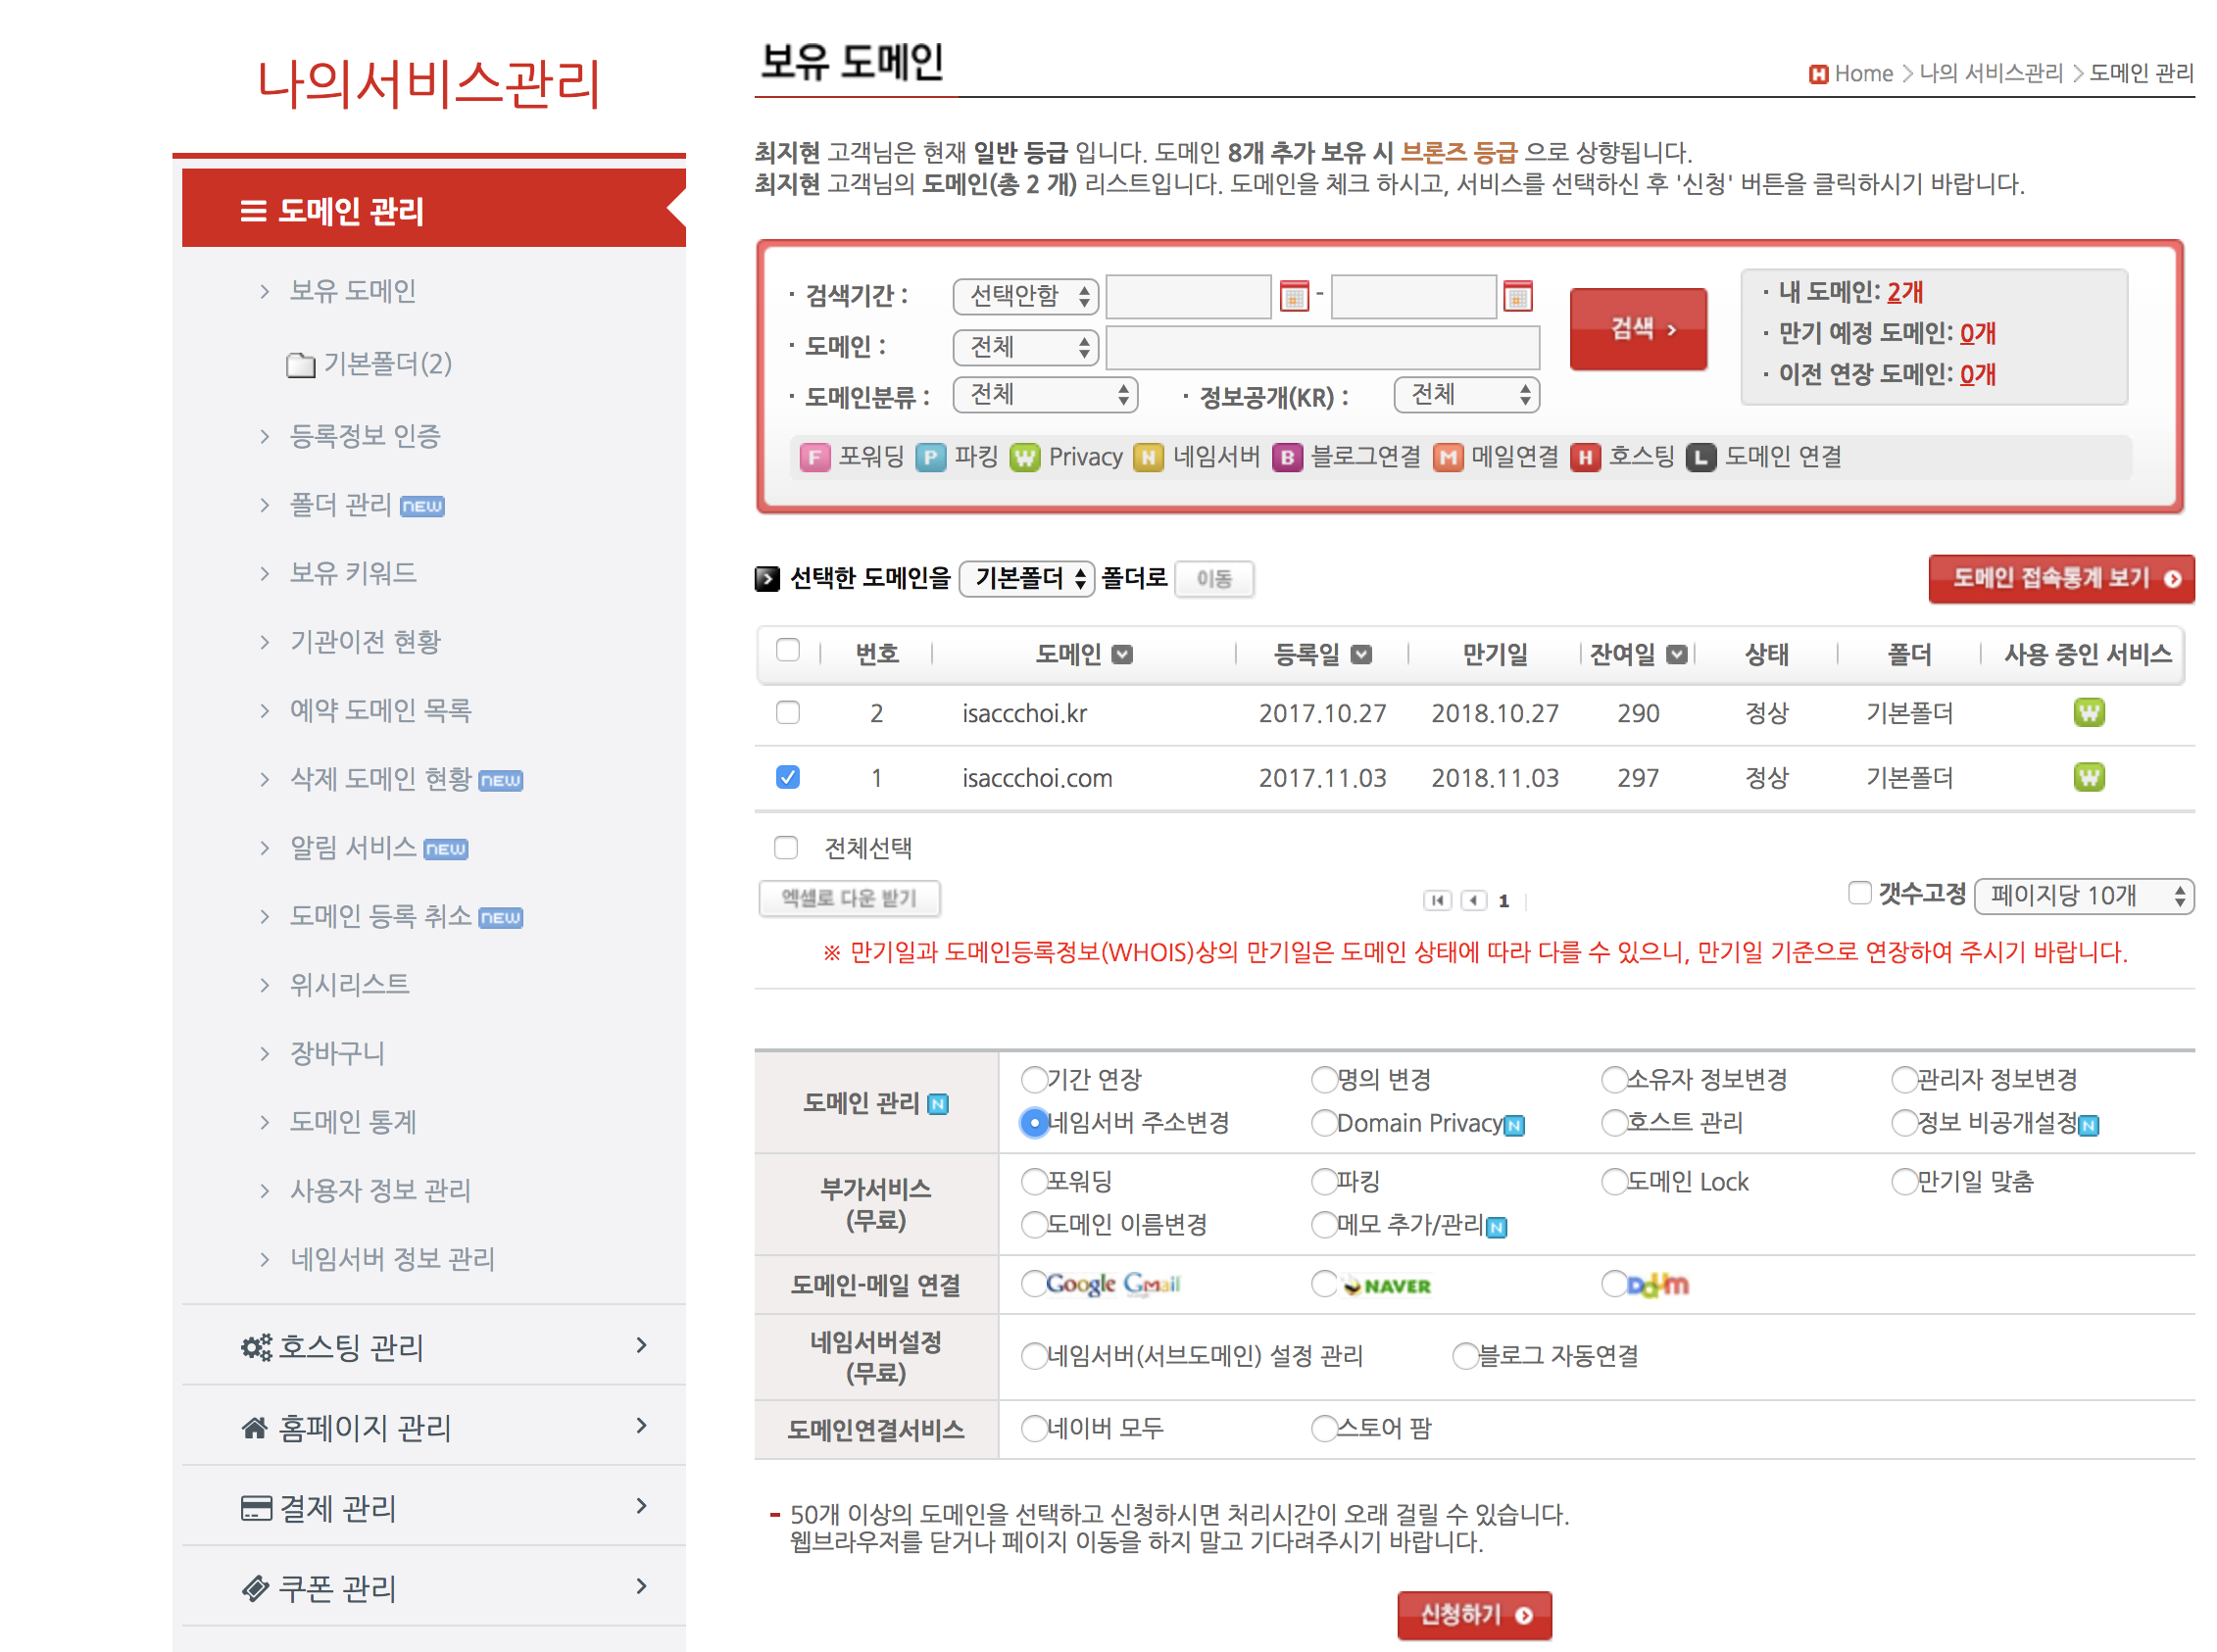 나의서비스관리
도메인 관리
보유 도메인
기본폴더(2)
등록정보 인증
폴더 관리 NEW
보유 키워드
기관이전 현황
예약 도메인 목록
삭제 도메인 현황 NEW
알림 서비스 NEW
도메인 등록 취소 NEW
위시리스트
장바구니
도메인 통계
사용자 정보 관리
네임서버 정보 관리
호스팅 관리
홈페이지 관리
결제 관리
쿠폰 관리
보유 도메인
H Home > 나의 서비스관리 > 도메인 관리
최지현 고객님은 현재 일반 등급 입니다. 도메인 8개 추가 보유 시 브론즈 등급 으로 상향됩니다.
최지현 고객님의 도메인(총 2 개) 리스트입니다. 도메인을 체크 하시고, 서비스를 선택하신 후 '신청' 버튼을 클릭하시기 바랍니다.
· 검색기간 : 선택안함 -
· 도메인 : 전체
· 도메인분류 : 전체 · 정보공개(KR) : 전체
검색 ›
· 내 도메인: 2개
· 만기 예정 도메인: 0개
· 이전 연장 도메인: 0개
F 포워딩 P 파킹 W Privacy N 네임서버 B 블로그연결 M 메일연결 H 호스팅 L 도메인 연결
선택한 도메인을 기본폴더 폴더로 이동
도메인 접속통계 보기
번호 도메인 등록일 만기일 잔여일 상태 폴더 사용 중인 서비스
2 isaccchoi.kr 2017.10.27 2018.10.27 290 정상 기본폴더 W
1 isaccchoi.com 2017.11.03 2018.11.03 297 정상 기본폴더 W
전체선택
엑셀로 다운 받기 1 갯수고정 페이지당 10개
※ 만기일과 도메인등록정보(WHOIS)상의 만기일은 도메인 상태에 따라 다를 수 있으니, 만기일 기준으로 연장하여 주시기 바랍니다.
도메인 관리 N
기간 연장 명의 변경 소유자 정보변경 관리자 정보변경
네임서버 주소변경 Domain Privacy N 호스트 관리 정보 비공개설정 N
부가서비스
(무료)
포워딩 파킹 도메인 Lock 만기일 맞춤
도메인 이름변경 메모 추가/관리 N
도메인-메일 연결 Google Gmail NAVER Daum
네임서버설정
(무료)
네임서버(서브도메인) 설정 관리 블로그 자동연결
도메인연결서비스 네이버 모두 스토어 팜
- 50개 이상의 도메인을 선택하고 신청하시면 처리시간이 오래 걸릴 수 있습니다.
웹브라우저를 닫거나 페이지 이동을 하지 말고 기다려주시기 바랍니다.
신청하기